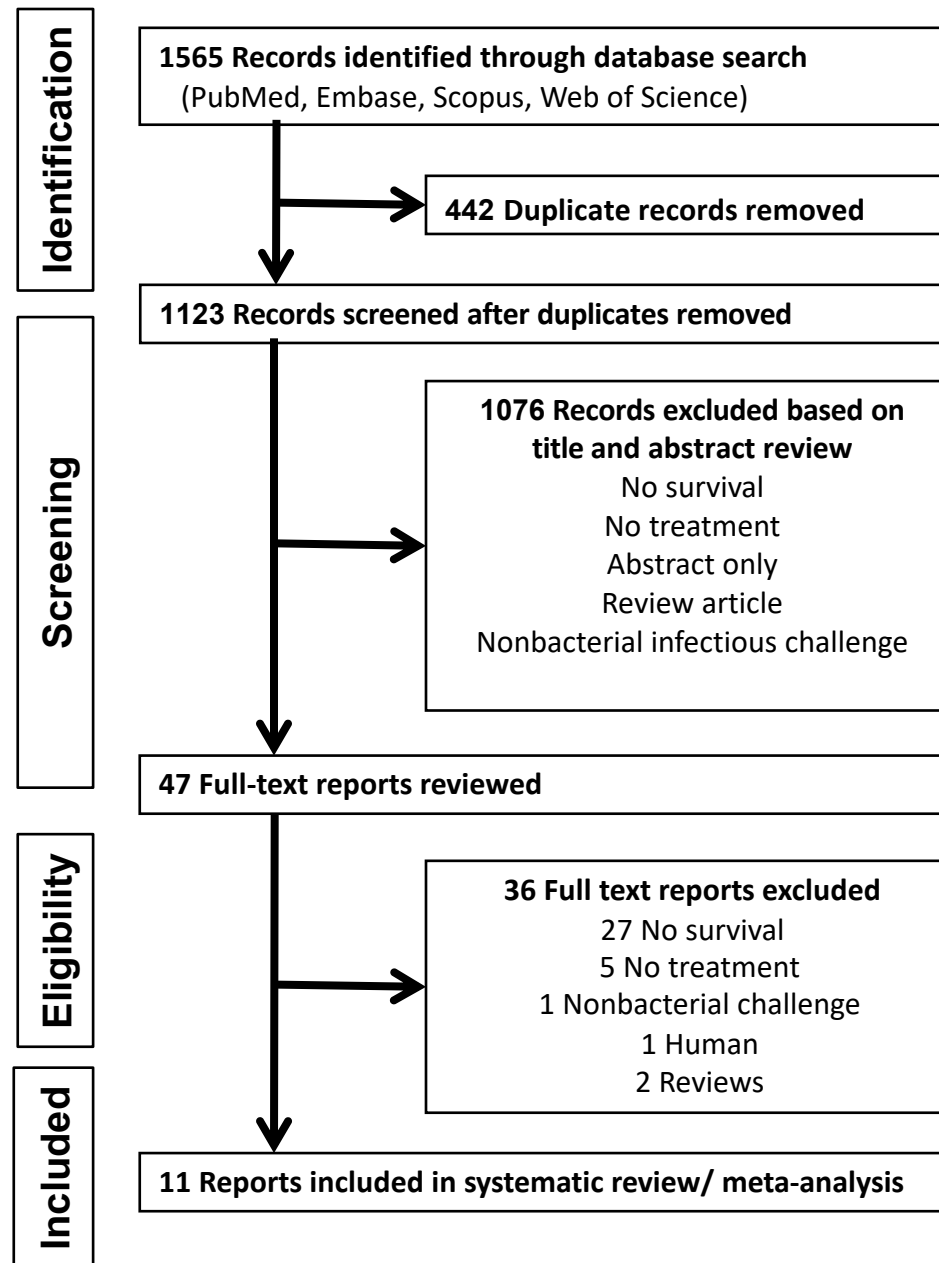 Identification
1565 Records identified through database search
(PubMed, Embase, Scopus, Web of Science)
442 Duplicate records removed
1123 Records screened after duplicates removed
Screening
1076 Records excluded based on
title and abstract review
No survival
No treatment
Abstract only
Review article
Nonbacterial infectious challenge
47 Full-text reports reviewed
Eligibility
36 Full text reports excluded
27 No survival
5 No treatment
1 Nonbacterial challenge
1 Human
2 Reviews
Included
11 Reports included in systematic review/ meta-analysis